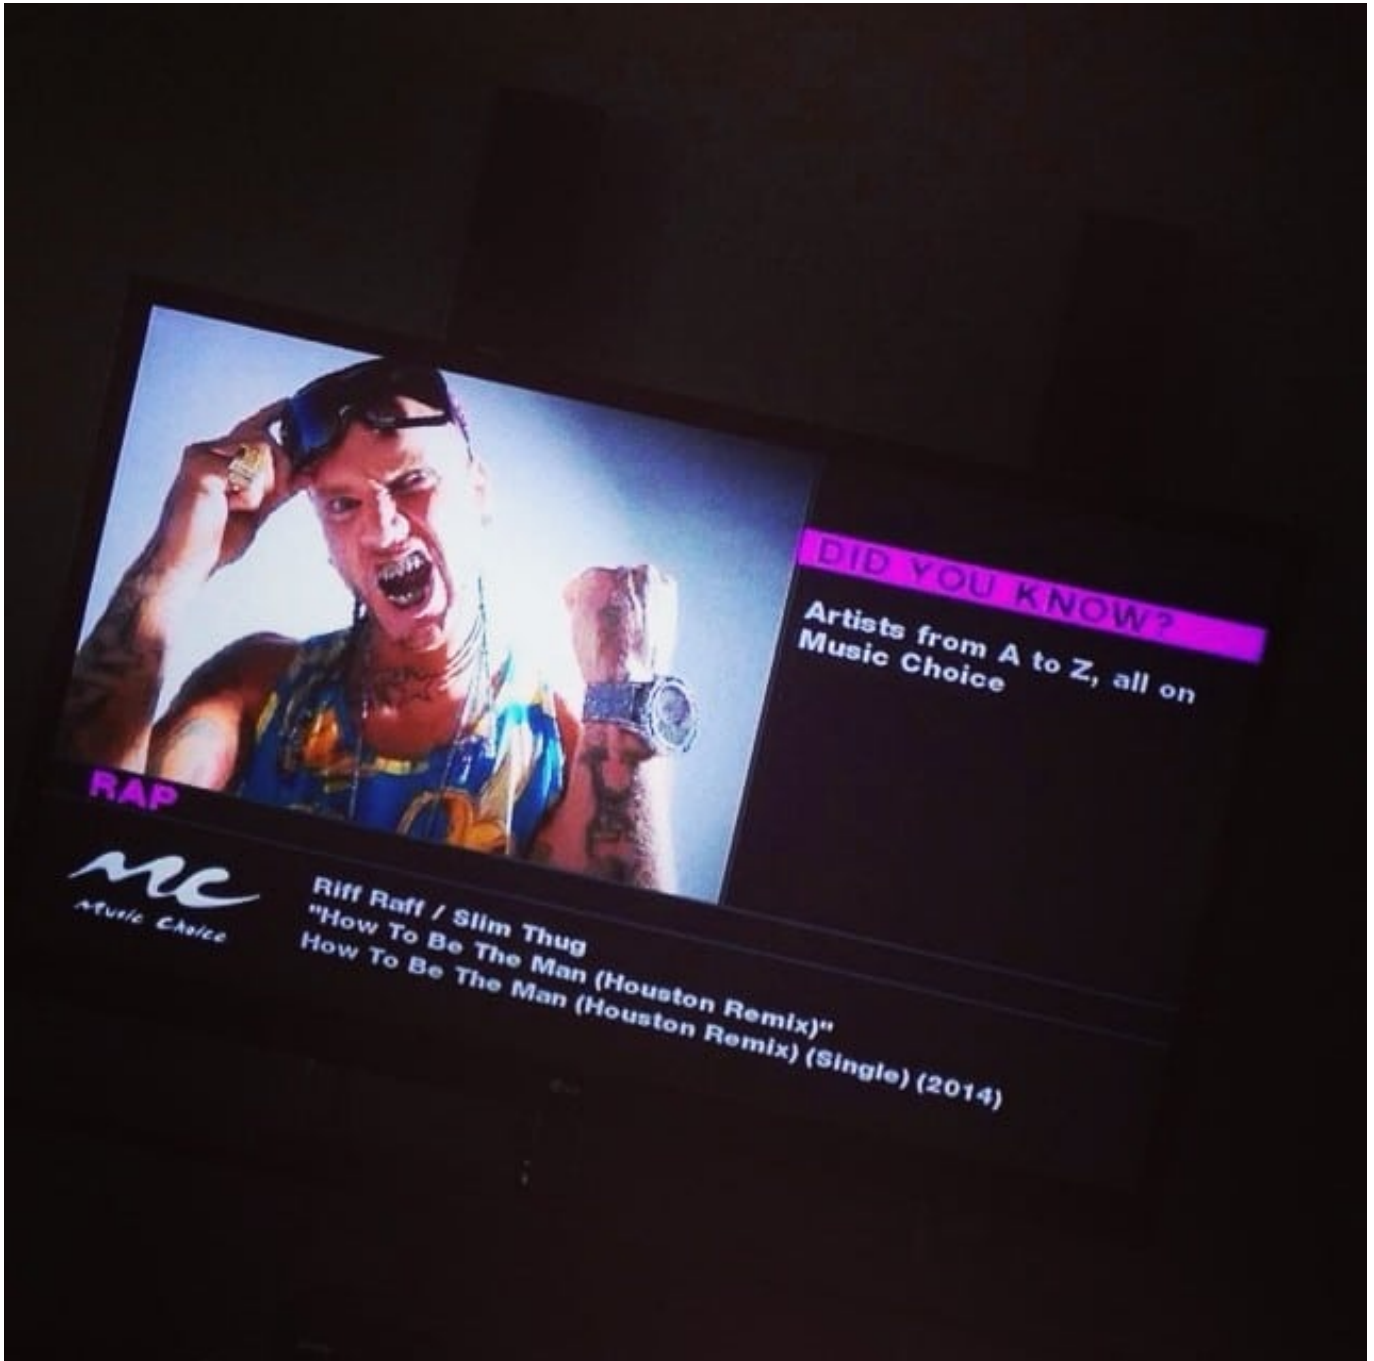 DID YOU KNOW?
Artists from A to Z, all on
Music Choice
RAP
MC
Music Choice
Riff Raff / Slim Thug
"How To Be The Man (Houston Remix)"
How To Be The Man (Houston Remix) (Single) (2014)